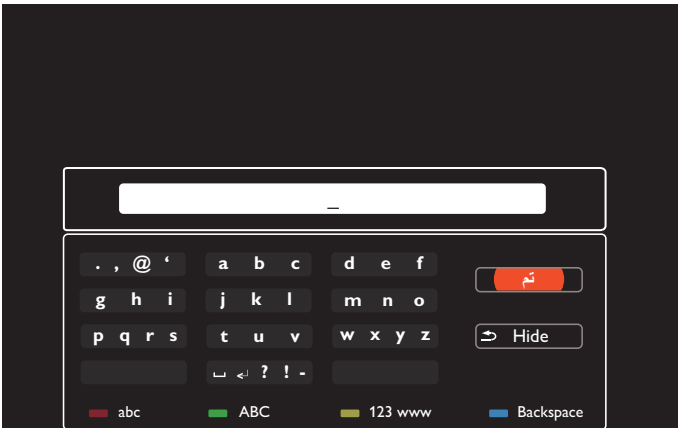 _
. , @ ‘ a b c d e f
تم
g h i j k l m n o
p q r s t u v w x y z
Hide
␣ ↵ ? ! -
abc ABC 123 www Backspace